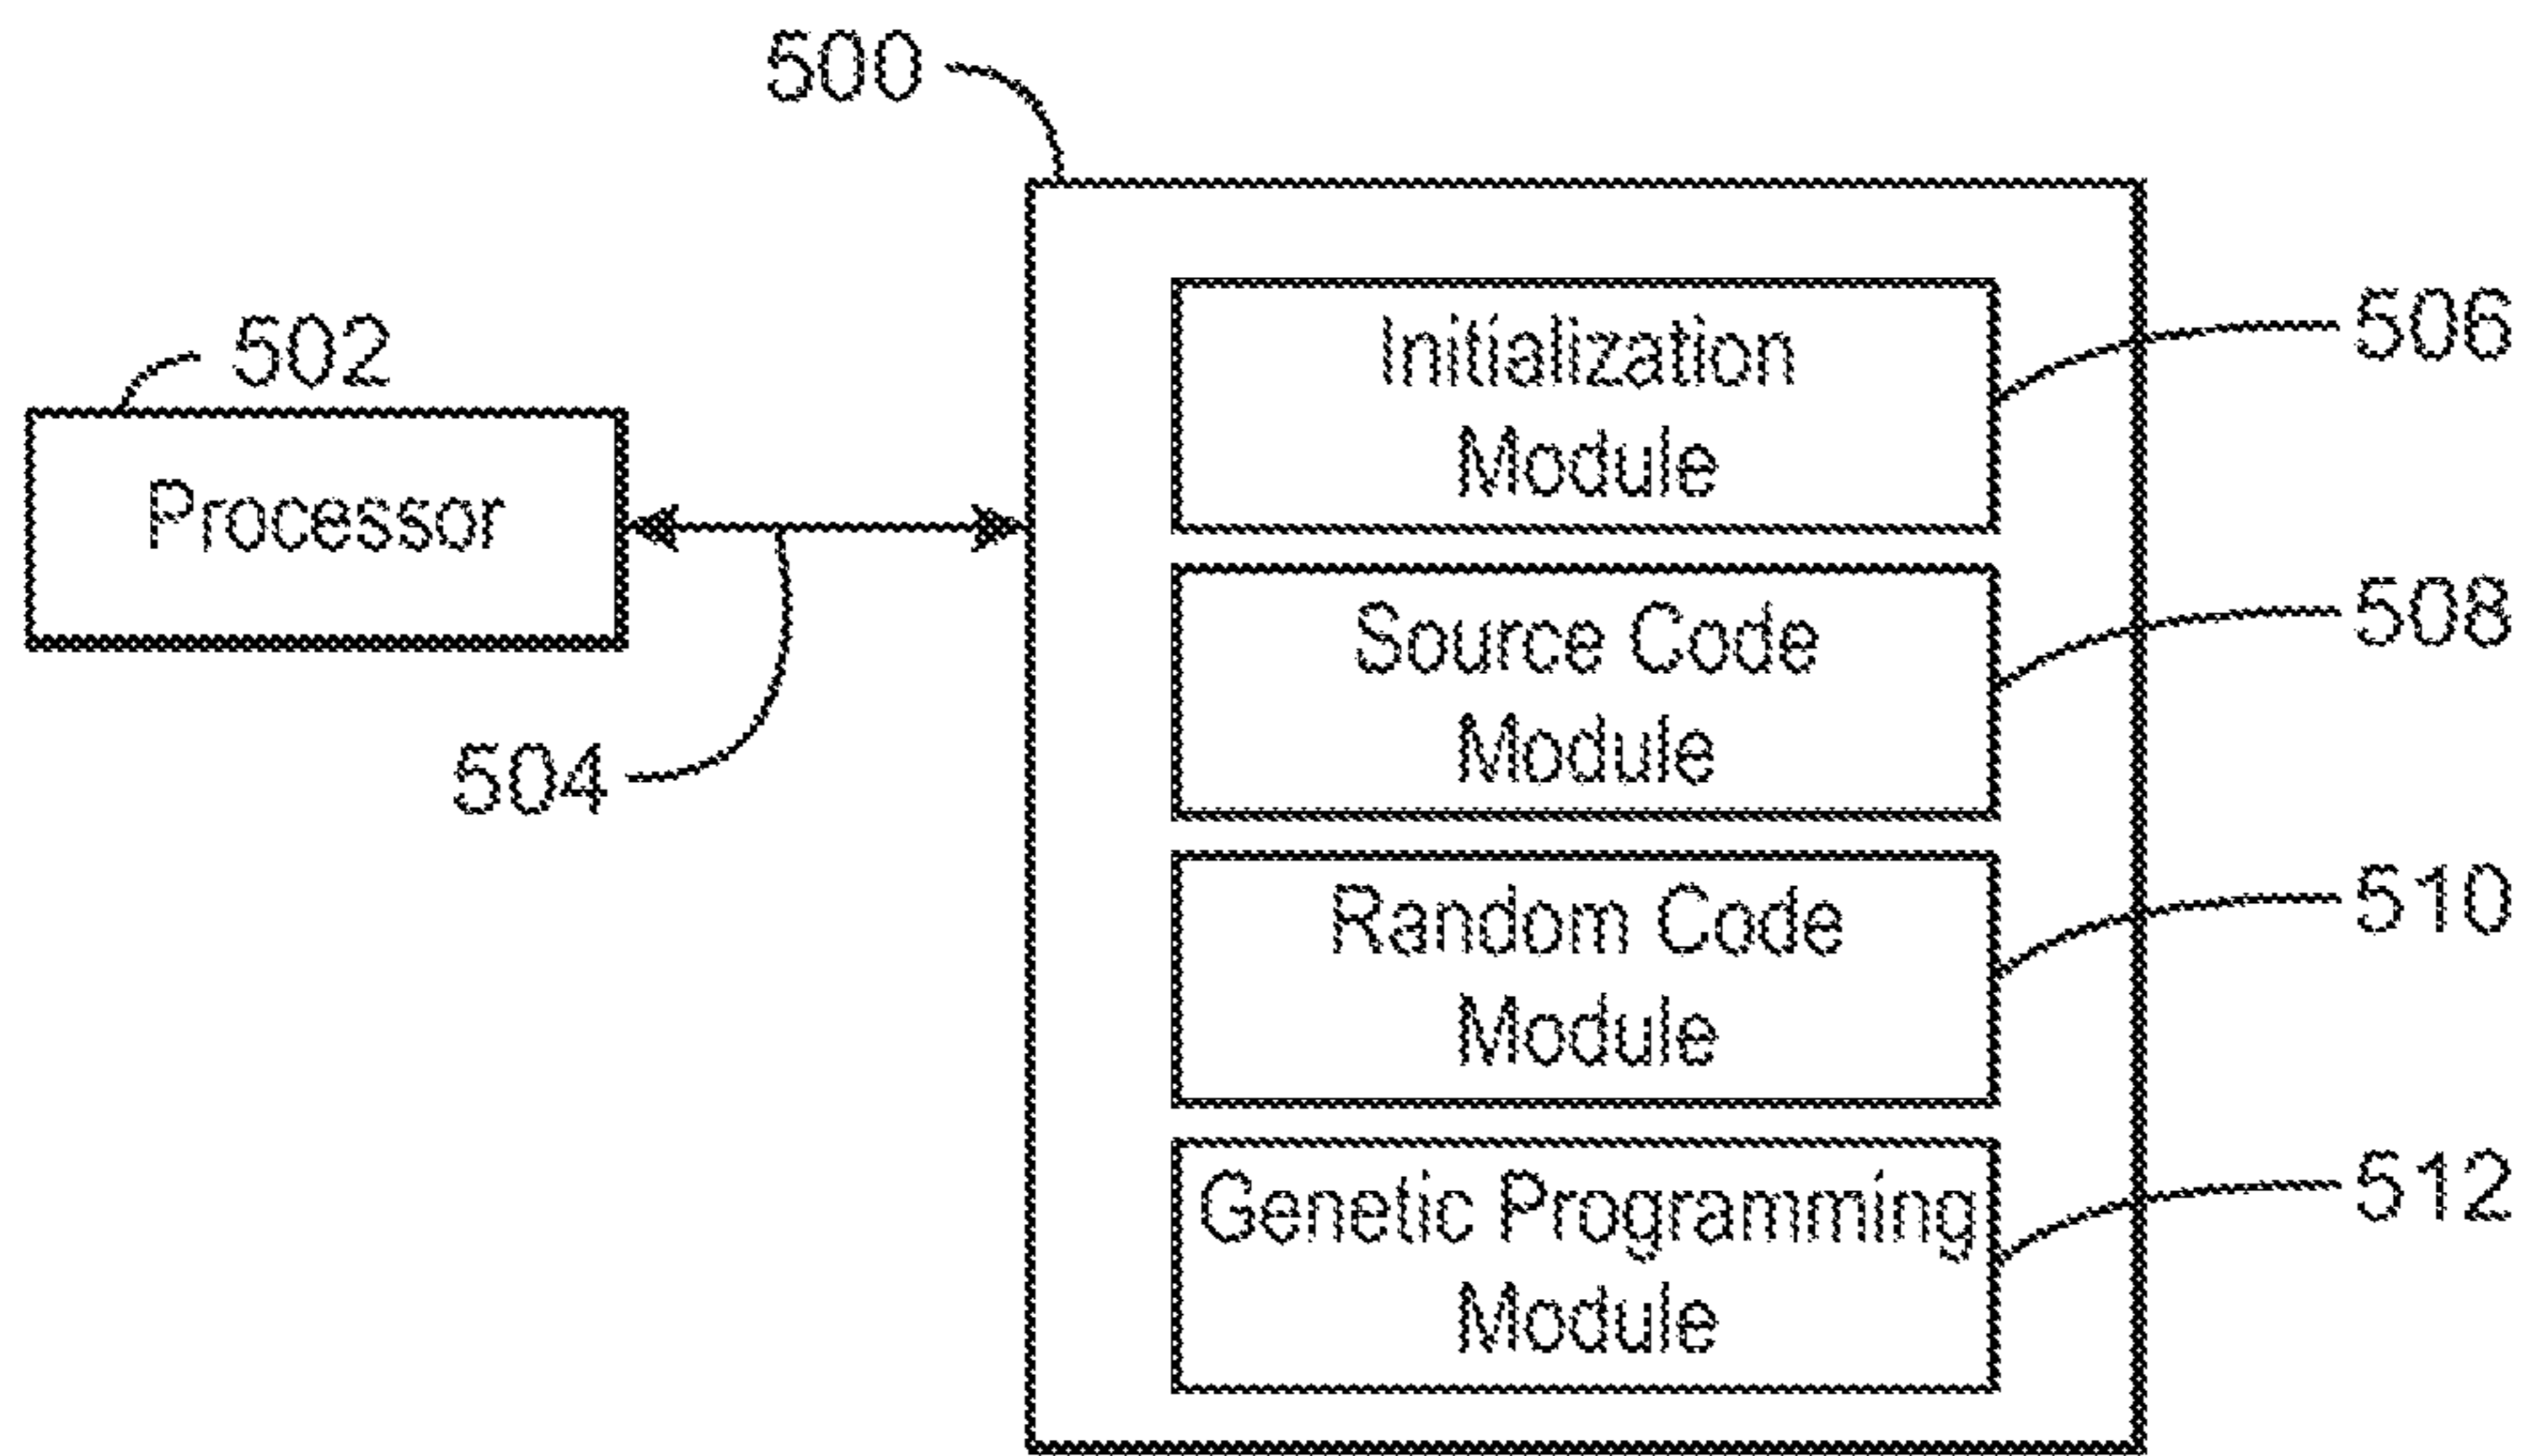 500
502
Processor
504
Initialization
Module
506
Source Code
Module
508
Random Code
Module
510
Genetic Programming
Module
512